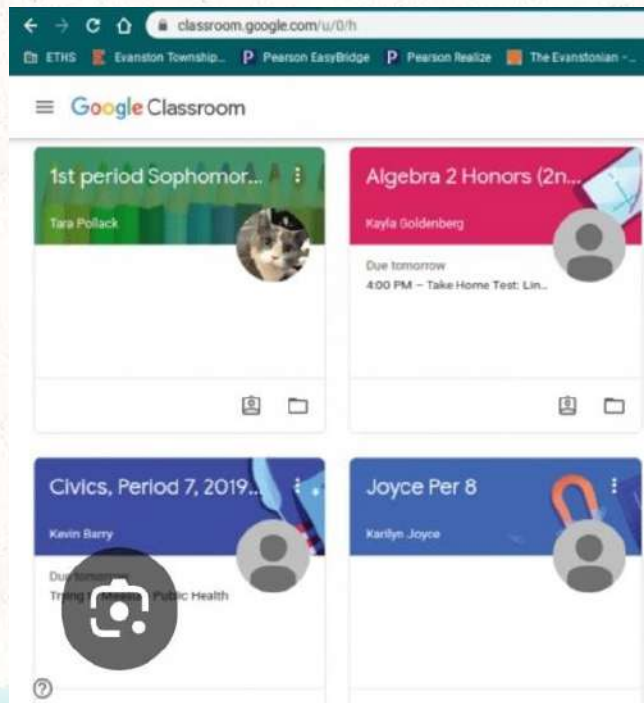 classroom.google.com/u/0/h
ETHS Evanston Township... Pearson EasyBridge Pearson Realize The Evanstonian -...
Google Classroom
1st period Sophomor...
Tara Pollack
Algebra 2 Honors (2n...
Kayla Goldenberg
Due tomorrow
4:00 PM – Take Home Test: Lin...
Civics, Period 7, 2019...
Kevin Barry
Due tomorrow
Public Health
Joyce Per 8
Karilyn Joyce